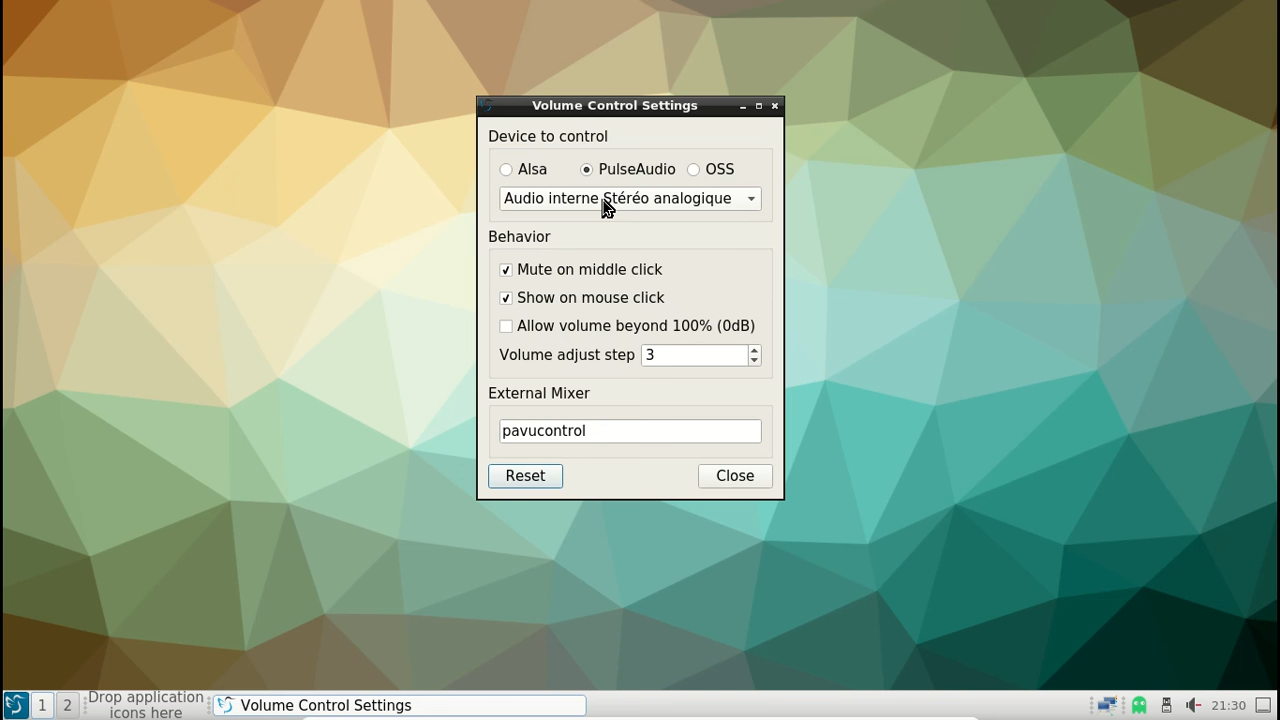 Volume Control Settings
Device to control
Alsa PulseAudio OSS
Audio interne Stéréo analogique
Behavior
Mute on middle click
Show on mouse click
Allow volume beyond 100% (0dB)
Volume adjust step 3
External Mixer
pavucontrol
Reset Close
1 2 Drop application
icons here
Volume Control Settings
21:30